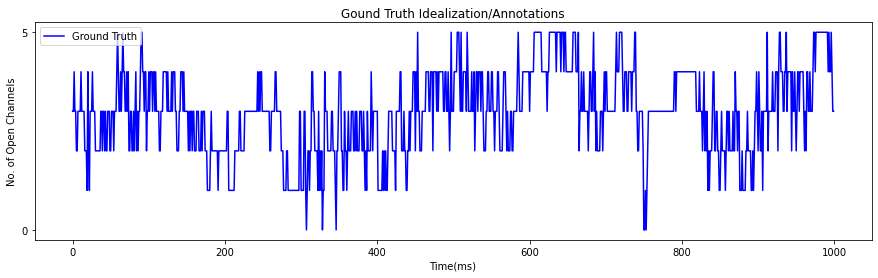 Gound Truth Idealization/Annotations
Ground Truth
No. of Open Channels
5
0
0
200
400
600
800
1000
Time(ms)